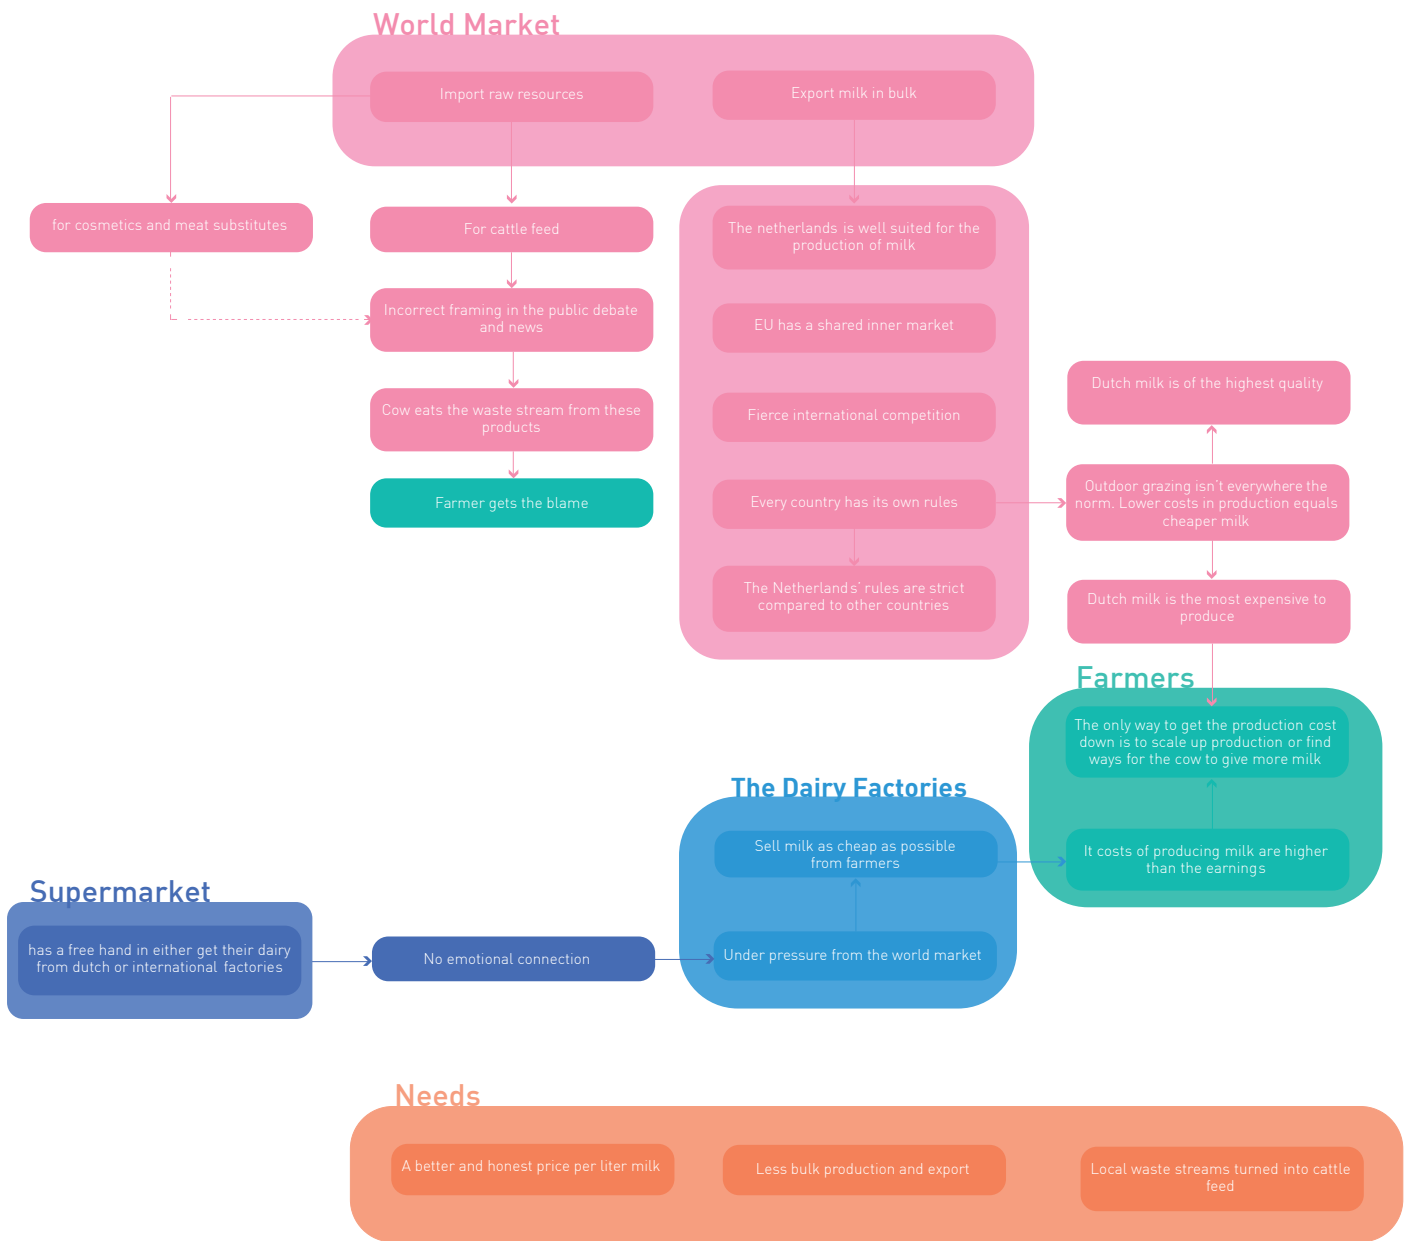 World Market
Import raw resources
Export milk in bulk
for cosmetics and meat substitutes
For cattle feed
The netherlands is well suited for the
production of milk
Incorrect framing in the public debate
and news
EU has a shared inner market
Cow eats the waste stream from these
products
Fierce international competition
Dutch milk is of the highest quality
Farmer gets the blame
Every country has its own rules
Outdoor grazing isn't everywhere the
norm. Lower costs in production equals
cheaper milk
The Netherlands' rules are strict
compared to other countries
Dutch milk is the most expensive to
produce
Farmers
The only way to get the production cost
down is to scale up production or find
ways for the cow to give more milk
It costs of producing milk are higher
than the earnings
The Dairy Factories
Sell milk as cheap as possible
from farmers
Under pressure from the world market
Supermarket
has a free hand in either get their dairy
from dutch or international factories
No emotional connection
Needs
A better and honest price per liter milk
Less bulk production and export
Local waste streams turned into cattle
feed